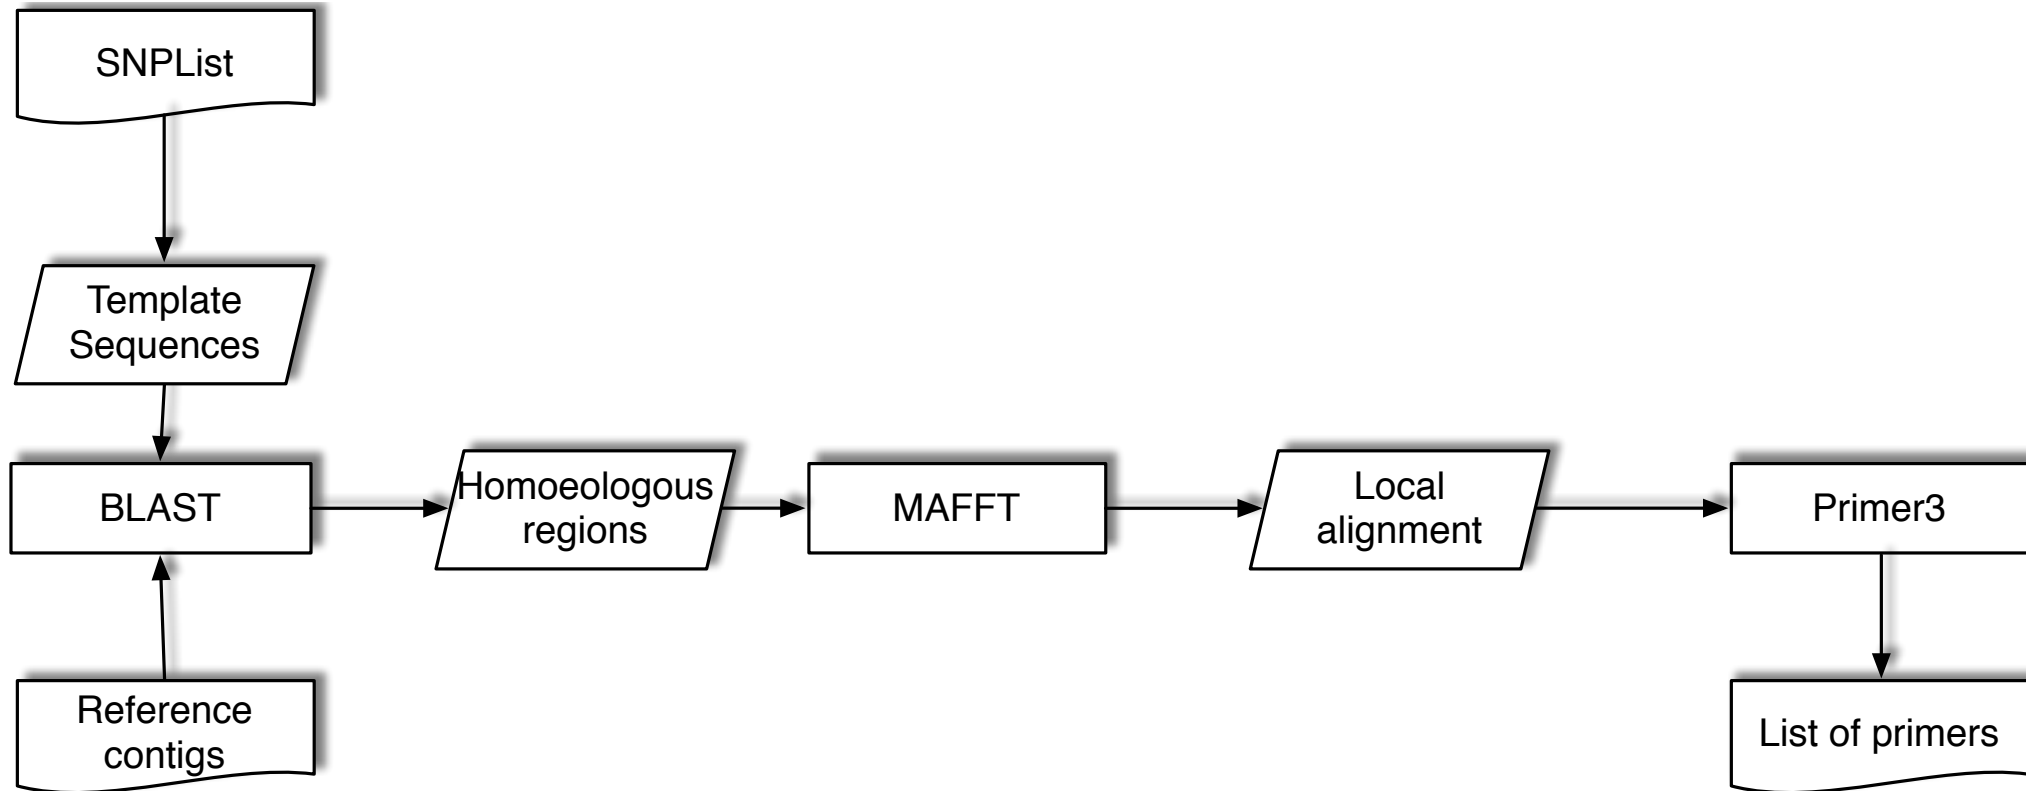 SNPList
Template
Sequences
BLAST
Homoeologous
regions
MAFFT
Local
alignment
Primer3
Reference
contigs
List of primers